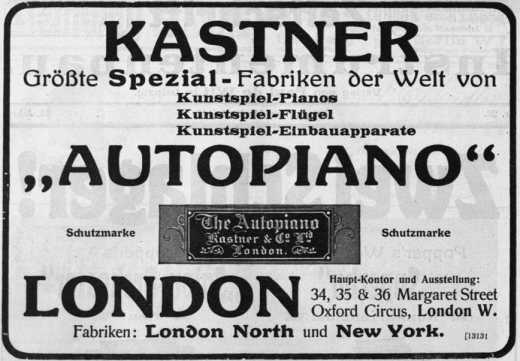 KASTNER
Größte Spezial-Fabriken der Welt von
Kunstspiel-Pianos
Kunstspiel-Flügel
Kunstspiel-Einbauapparate
„AUTOPIANO“
Schutzmarke
The Autopiano
Kastner & Co Ltd
London.
Schutzmarke
LONDON
Haupt-Kontor und Ausstellung:
34, 35 & 36 Margaret Street
Oxford Circus, London W.
Fabriken: London North und New York.
[13131